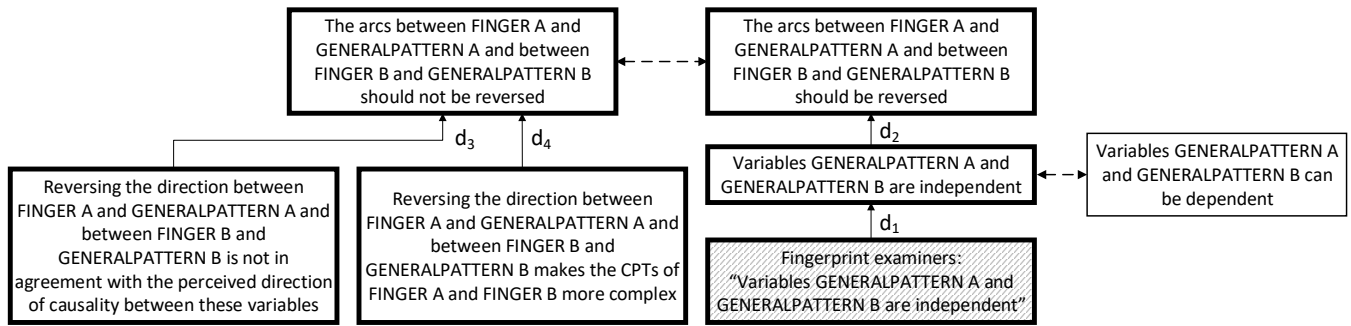 The arcs between FINGER A and
GENERALPATTERN A and between
FINGER B and GENERALPATTERN B
should not be reversed
The arcs between FINGER A and
GENERALPATTERN A and between
FINGER B and GENERALPATTERN B
should be reversed
d₃
d₄
d₂
Reversing the direction between
FINGER A and GENERALPATTERN A and
between FINGER B and
GENERALPATTERN B is not in
agreement with the perceived direction
of causality between these variables
Reversing the direction between
FINGER A and GENERALPATTERN A and
between FINGER B and
GENERALPATTERN B makes the CPTs of
FINGER A and FINGER B more complex
Variables GENERALPATTERN A and
GENERALPATTERN B are independent
Variables GENERALPATTERN A
and GENERALPATTERN B can
be dependent
d₁
Fingerprint examiners:
“Variables GENERALPATTERN A and
GENERALPATTERN B are independent”